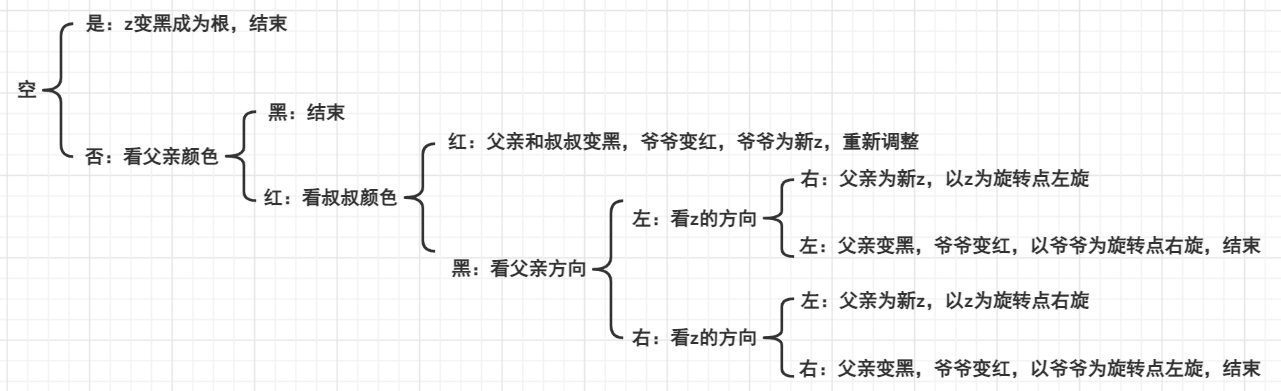 空
是：z变黑成为根，结束
否：看父亲颜色
黑：结束
红：看叔叔颜色
红：父亲和叔叔变黑，爷爷变红，爷爷为新z，重新调整
黑：看父亲方向
左：看z的方向
右：父亲为新z，以z为旋转点左旋
左：父亲变黑，爷爷变红，以爷爷为旋转点右旋，结束
右：看z的方向
左：父亲为新z，以z为旋转点右旋
右：父亲变黑，爷爷变红，以爷爷为旋转点左旋，结束